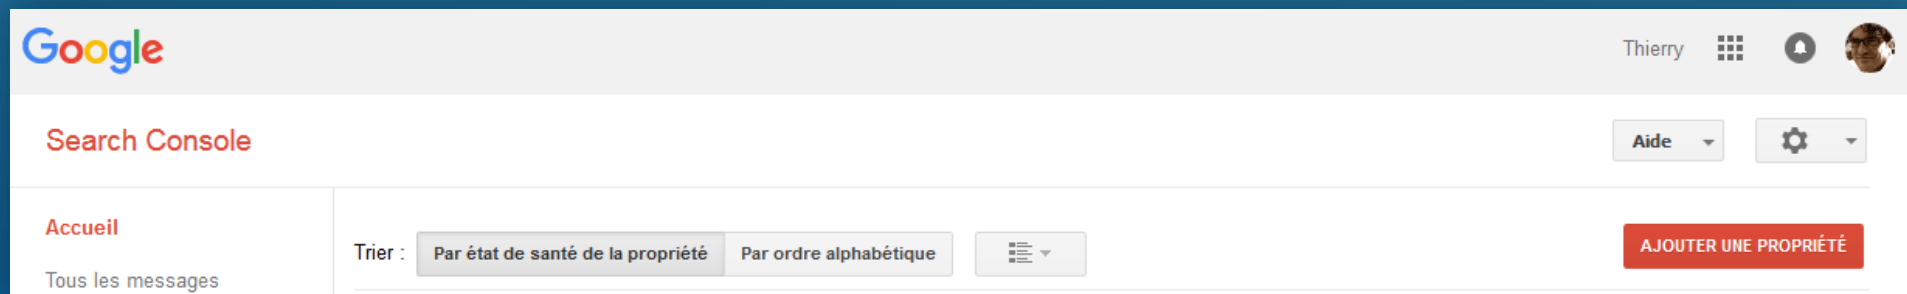 Google
Thierry
Search Console
Aide
Accueil
Trier : Par état de santé de la propriété Par ordre alphabétique
AJOUTER UNE PROPRIÉTÉ
Tous les messages